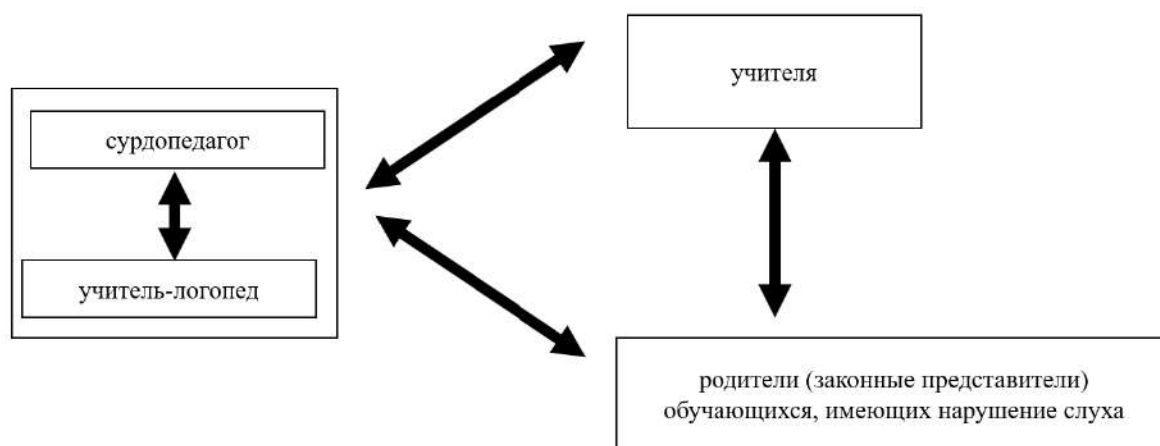 учителя
сурдопедагог
учитель-логопед
родители (законные представители)
обучающихся, имеющих нарушение слуха